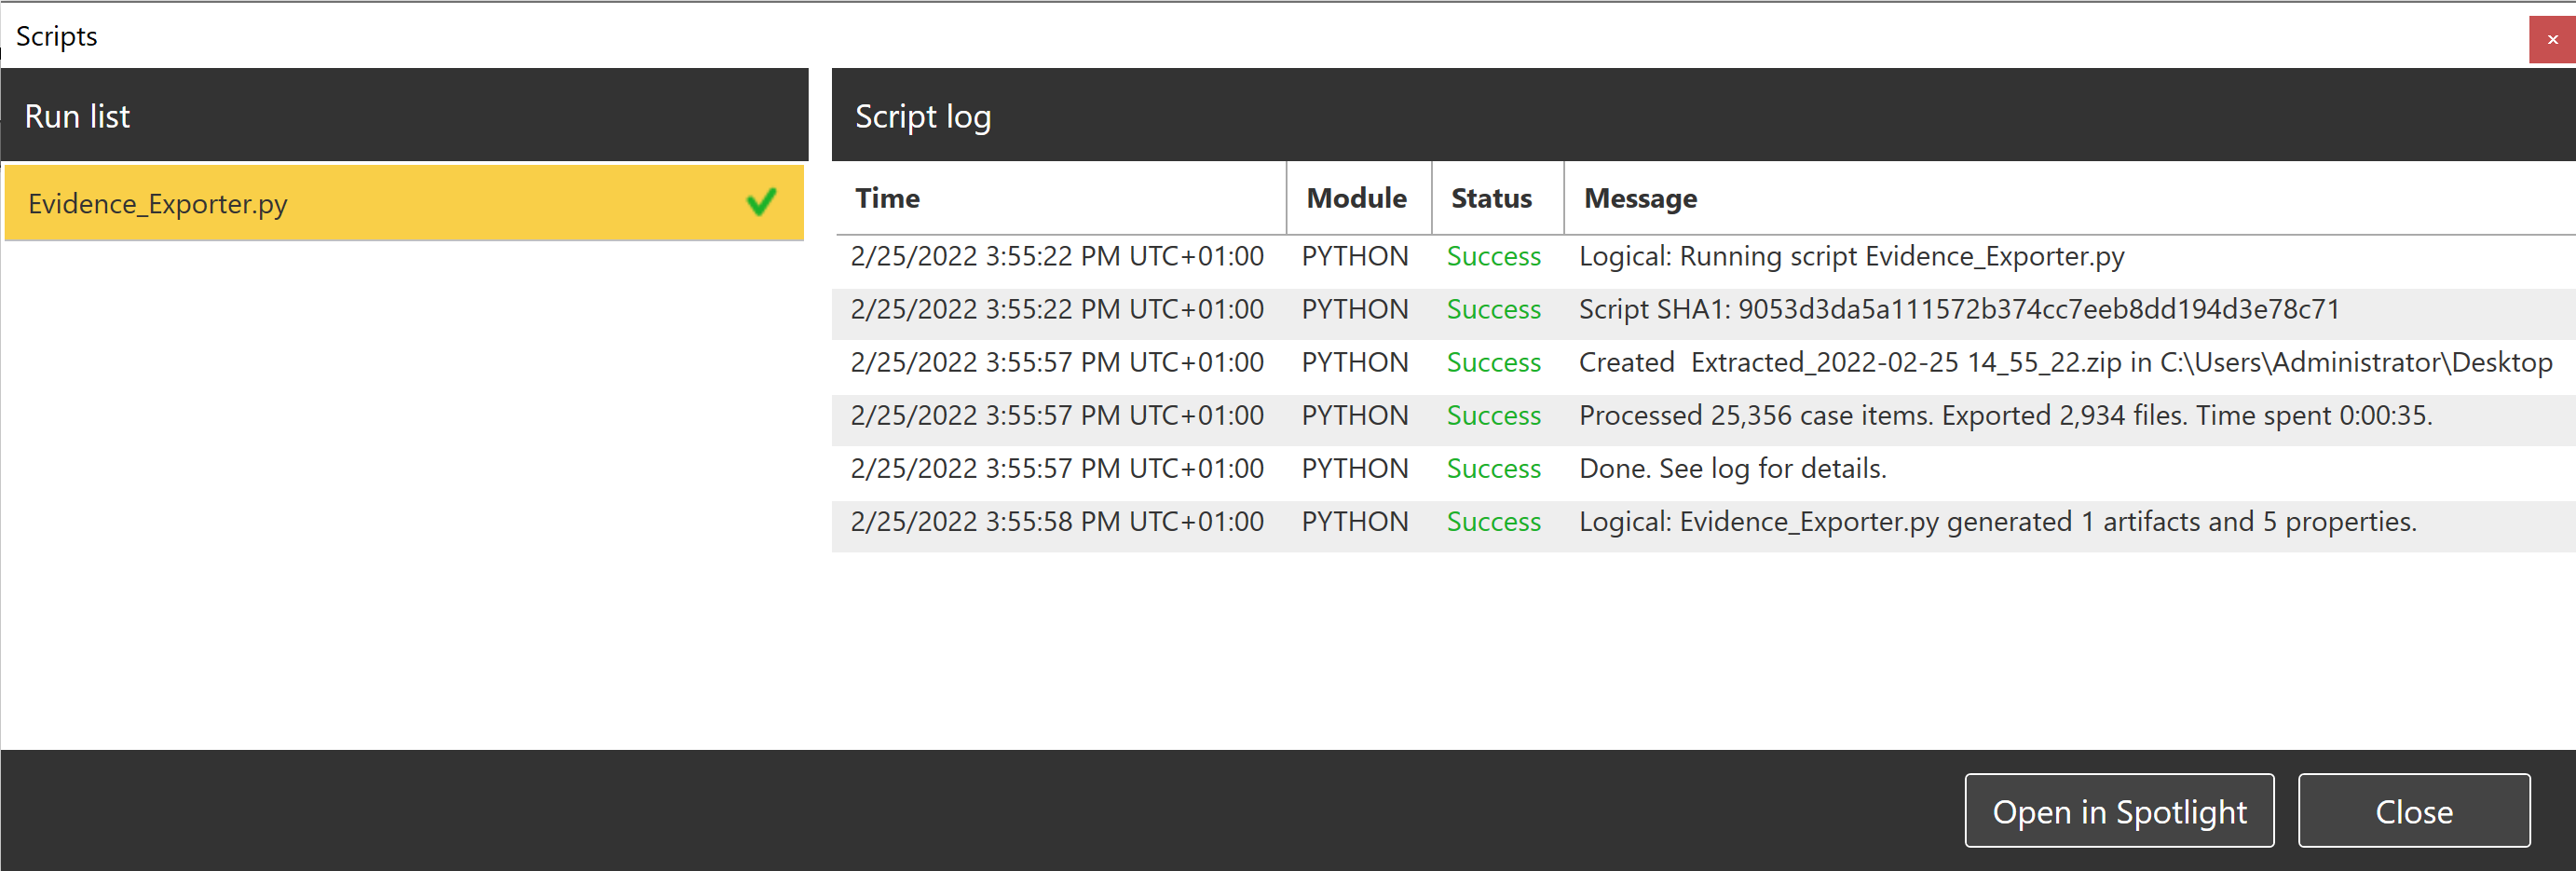 Scripts
×
Run list
Script log
Evidence_Exporter.py
Time Module Status Message
2/25/2022 3:55:22 PM UTC+01:00 PYTHON Success Logical: Running script Evidence_Exporter.py
2/25/2022 3:55:22 PM UTC+01:00 PYTHON Success Script SHA1: 9053d3da5a111572b374cc7eeb8dd194d3e78c71
2/25/2022 3:55:57 PM UTC+01:00 PYTHON Success Created  Extracted_2022-02-25 14_55_22.zip in C:\Users\Administrator\Desktop
2/25/2022 3:55:57 PM UTC+01:00 PYTHON Success Processed 25,356 case items. Exported 2,934 files. Time spent 0:00:35.
2/25/2022 3:55:57 PM UTC+01:00 PYTHON Success Done. See log for details.
2/25/2022 3:55:58 PM UTC+01:00 PYTHON Success Logical: Evidence_Exporter.py generated 1 artifacts and 5 properties.
Open in Spotlight
Close